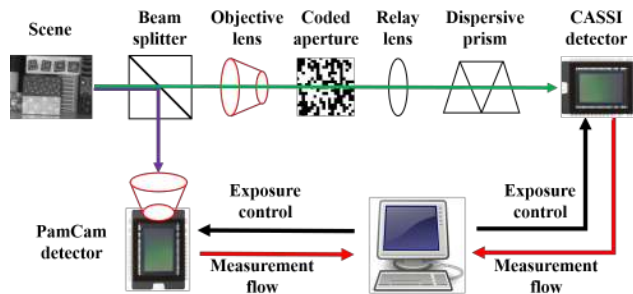 Scene
Beam
splitter
Objective
lens
Coded
aperture
Relay
lens
Dispersive
prism
CASSI
detector
PamCam
detector
Exposure
control
Measurement
flow
Exposure
control
Measurement
flow